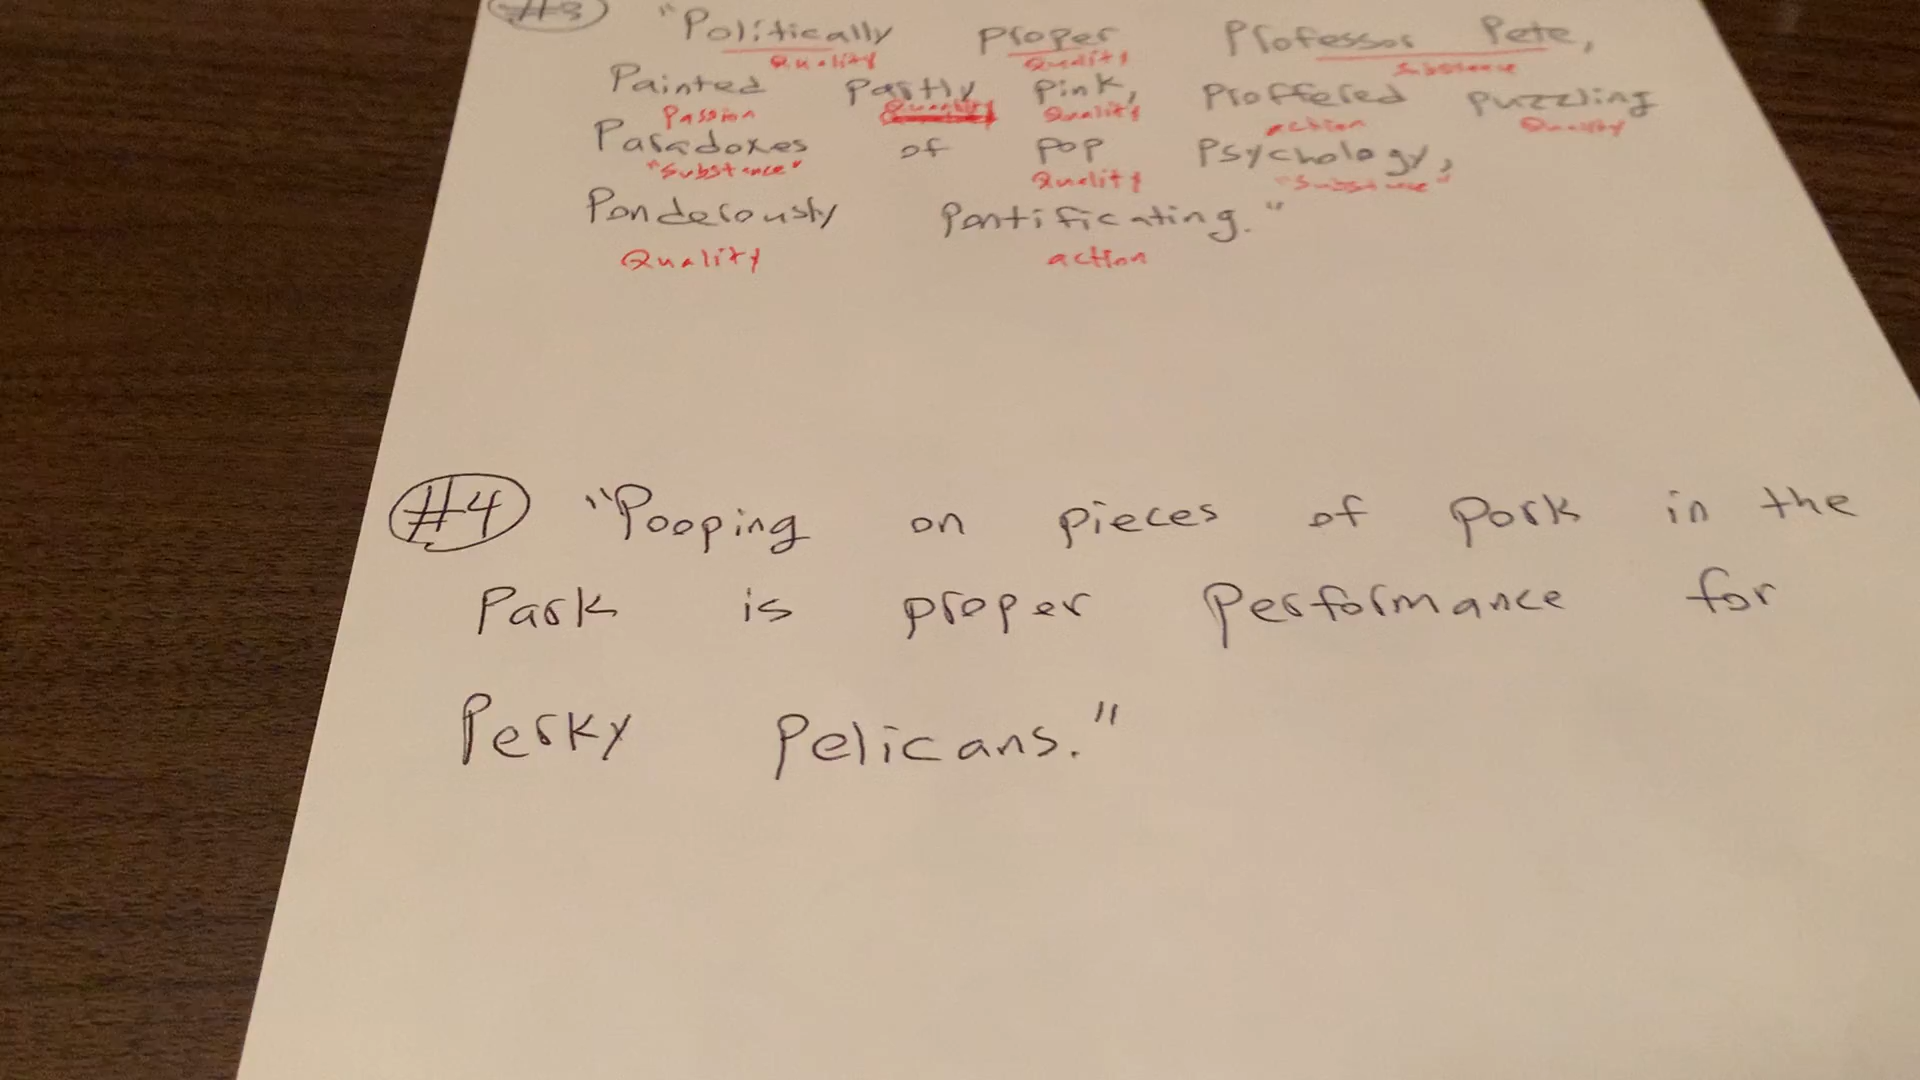 #3 "Politically proper Professor Pete,
Quality Quality Substance
Painted Partly Pink, Proffered puzzling
Passion Quantity Quality action Quality
Paradoxes of Pop Psychology,
"Substance" Quality "Substance"
Ponderously Pontificating."
Quality action
#4 "Pooping on pieces of Pork in the
Park is proper Performance for
Perky Pelicans."